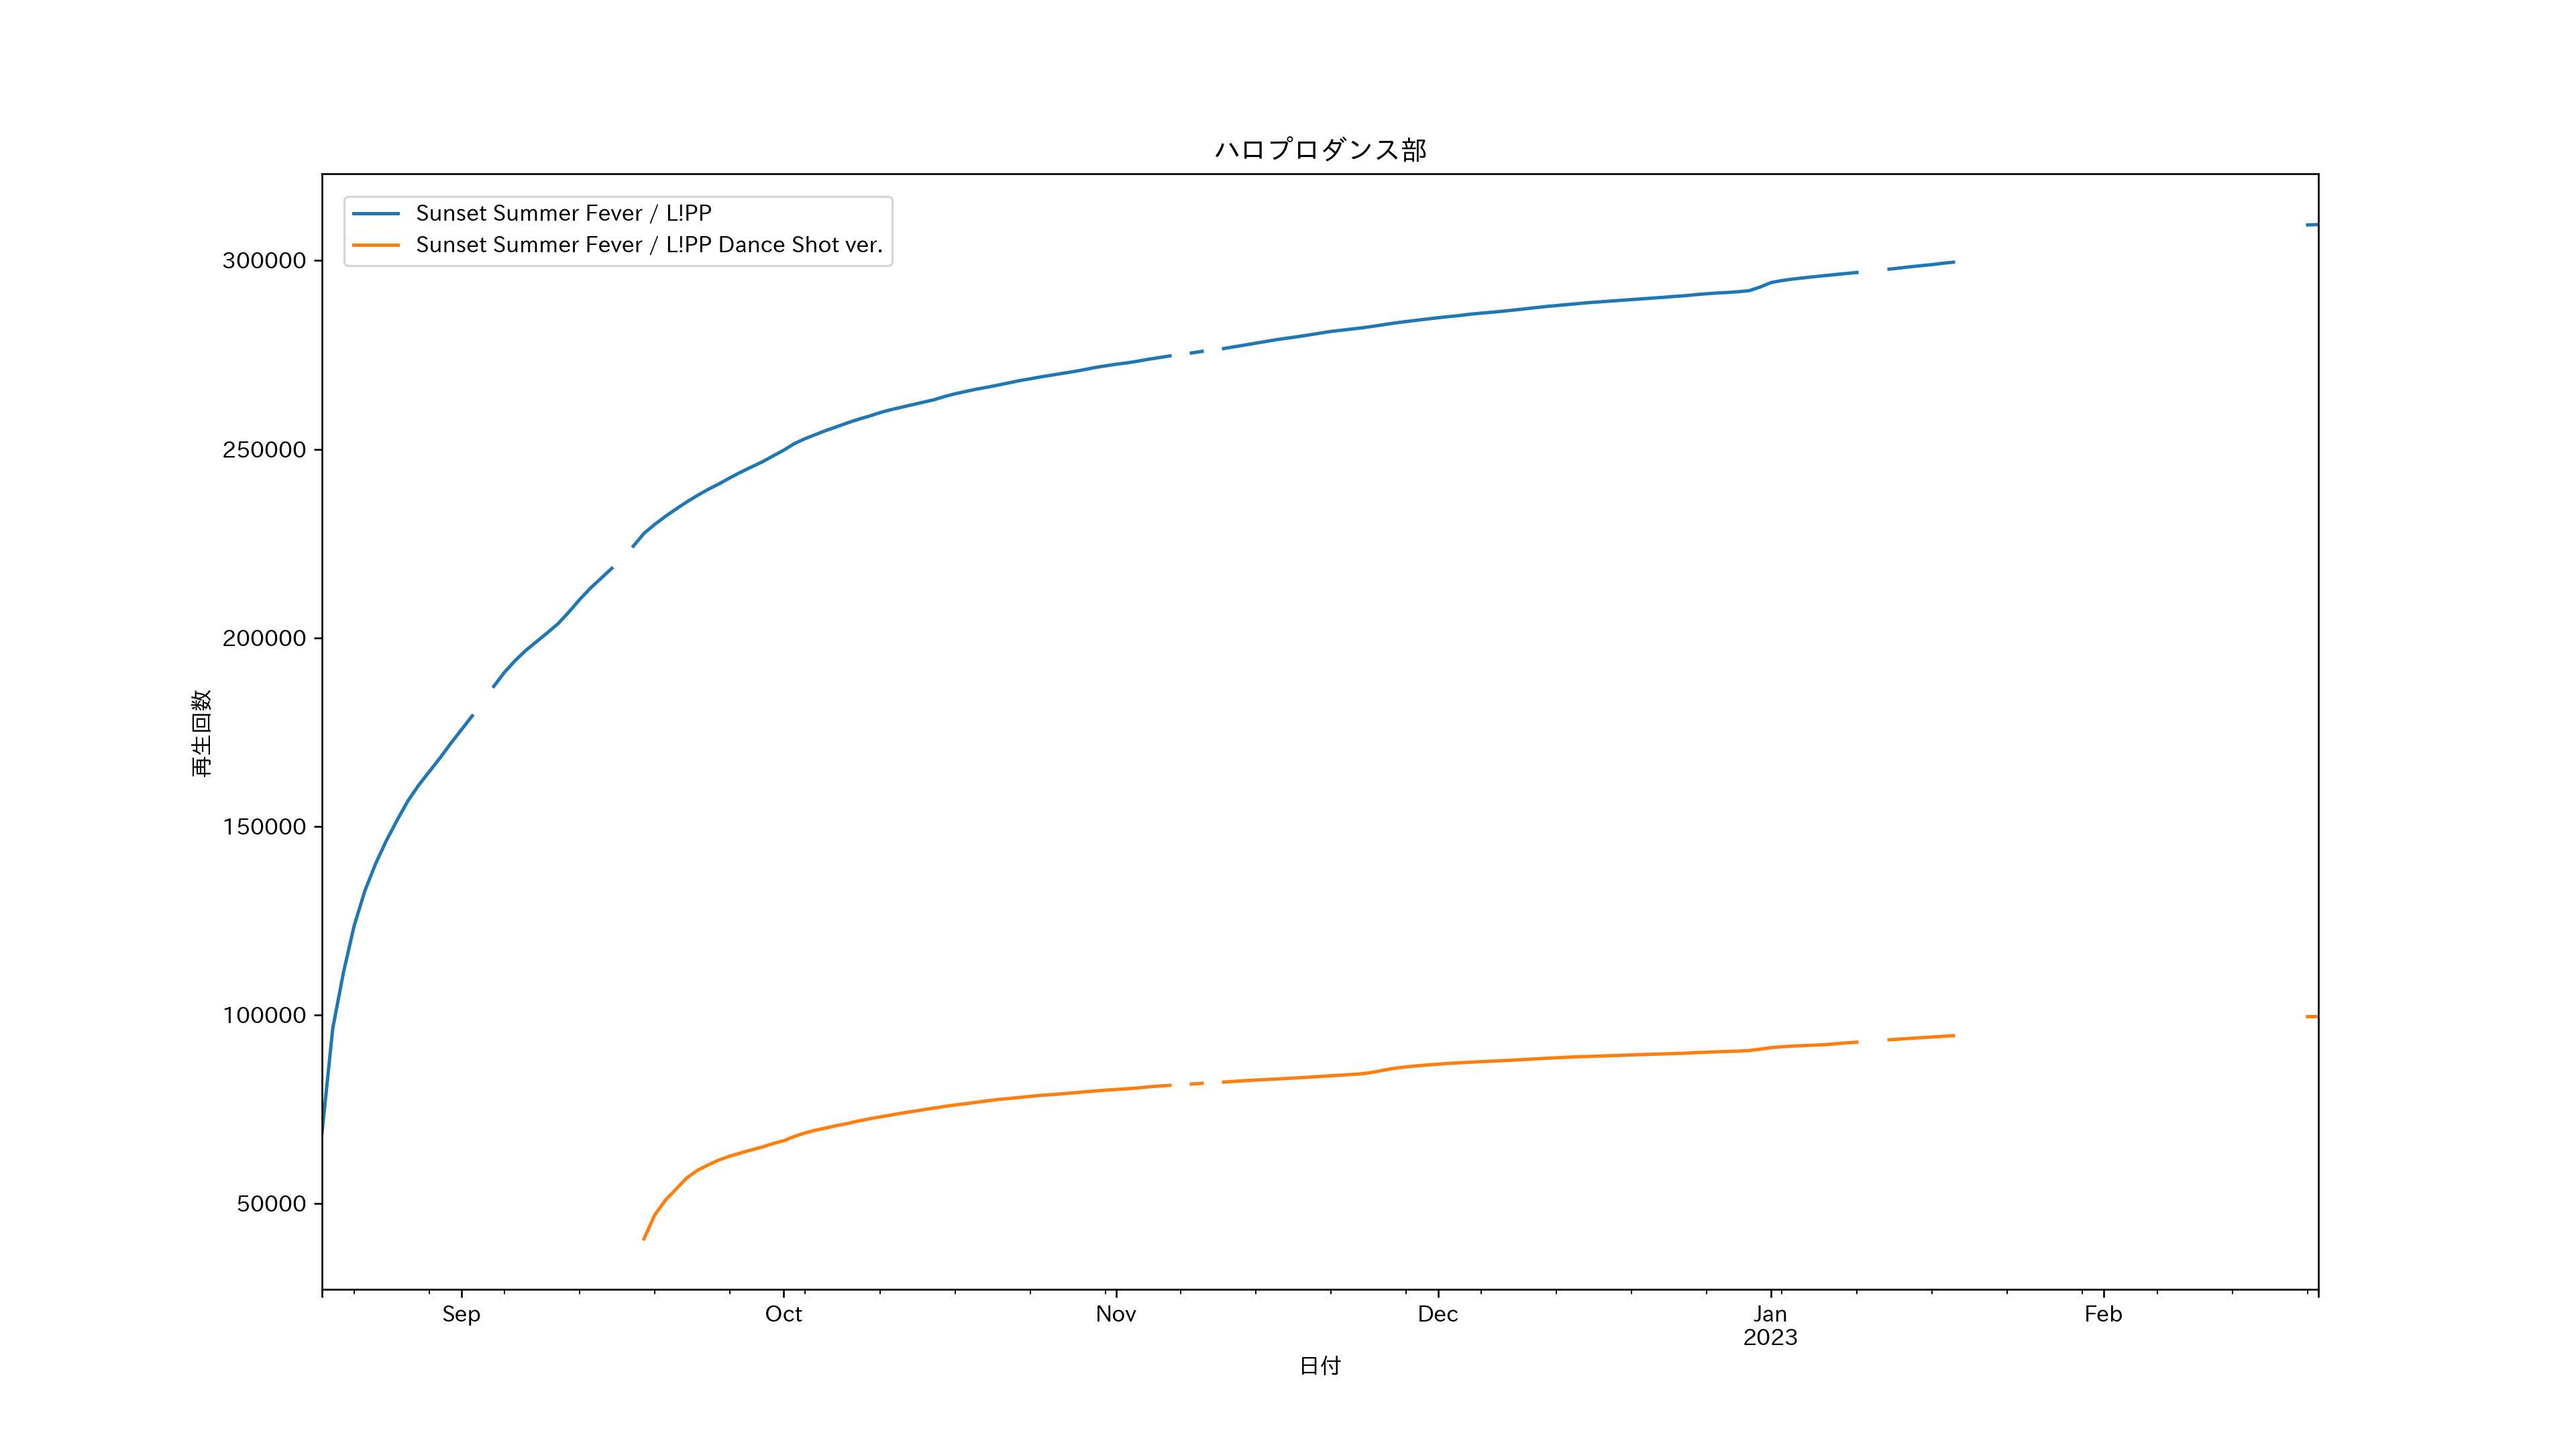 ハロプロダンス部
Sunset Summer Fever / L!PP
Sunset Summer Fever / L!PP Dance Shot ver.
300000
250000
200000
150000
100000
50000
再生回数
Sep Oct Nov Dec Jan Feb
2023
日付